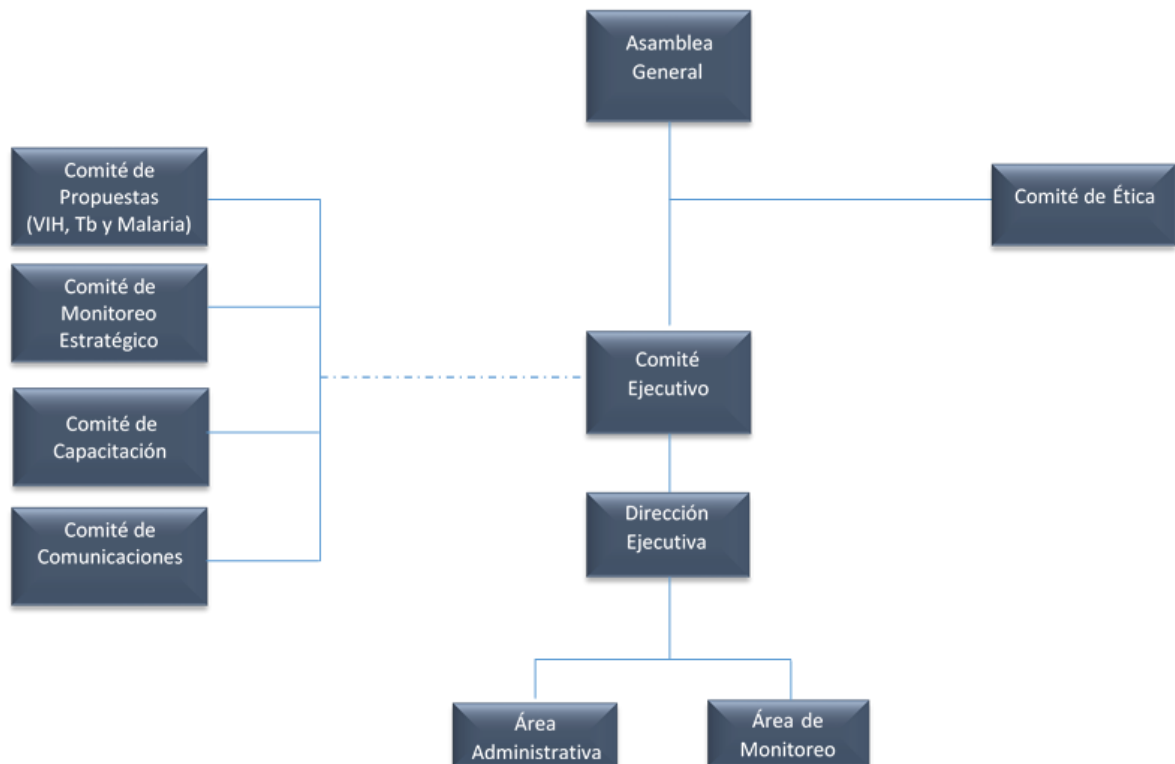 Asamblea
General
Comité de
Propuestas
(VIH, Tb y Malaria)
Comité de Ética
Comité de
Monitoreo
Estratégico
Comité
Ejecutivo
Comité de
Capacitación
Dirección
Ejecutiva
Comité de
Comunicaciones
Área
Administrativa
Área de
Monitoreo